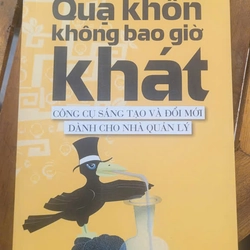 Quạ khôn
không bao giờ
khát
CÔNG CỤ SÁNG TẠO VÀ ĐỔI MỚI
DÀNH CHO NHÀ QUẢN LÝ